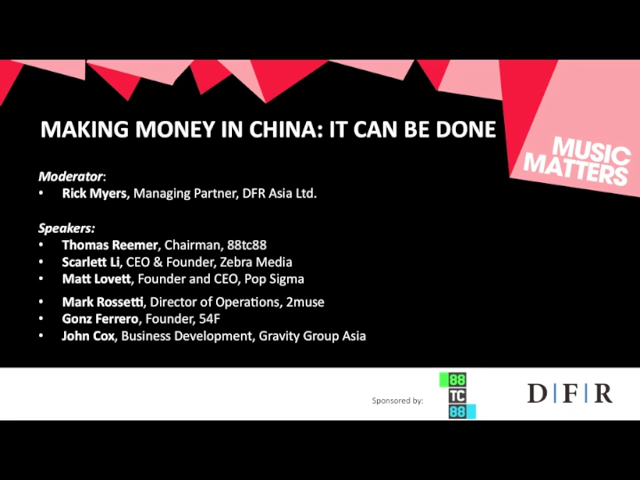 MAKING MONEY IN CHINA: IT CAN BE DONE
MUSIC
MATTERS
Moderator:
• Rick Myers, Managing Partner, DFR Asia Ltd.
Speakers:
• Thomas Reemer, Chairman, 88tc88
• Scarlett Li, CEO & Founder, Zebra Media
• Matt Lovett, Founder and CEO, Pop Sigma
• Mark Rossetti, Director of Operations, 2muse
• Gonz Ferrero, Founder, 54F
• John Cox, Business Development, Gravity Group Asia
Sponsored by:
88
TC
88
D|F|R